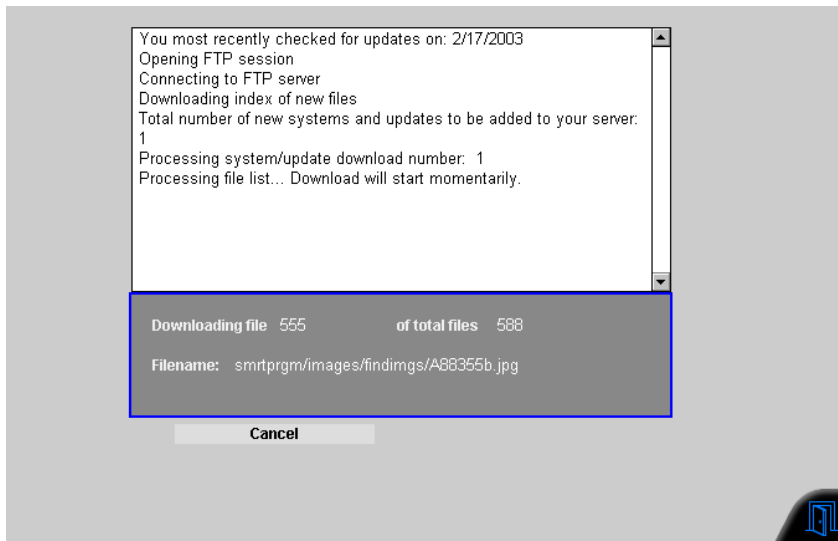 You most recently checked for updates on: 2/17/2003
Opening FTP session
Connecting to FTP server
Downloading index of new files
Total number of new systems and updates to be added to your server:
1
Processing system/update download number:  1
Processing file list... Download will start momentarily.
Downloading file 555 of total files 588
Filename: smrtprgm/images/findimgs/A88355b.jpg
Cancel